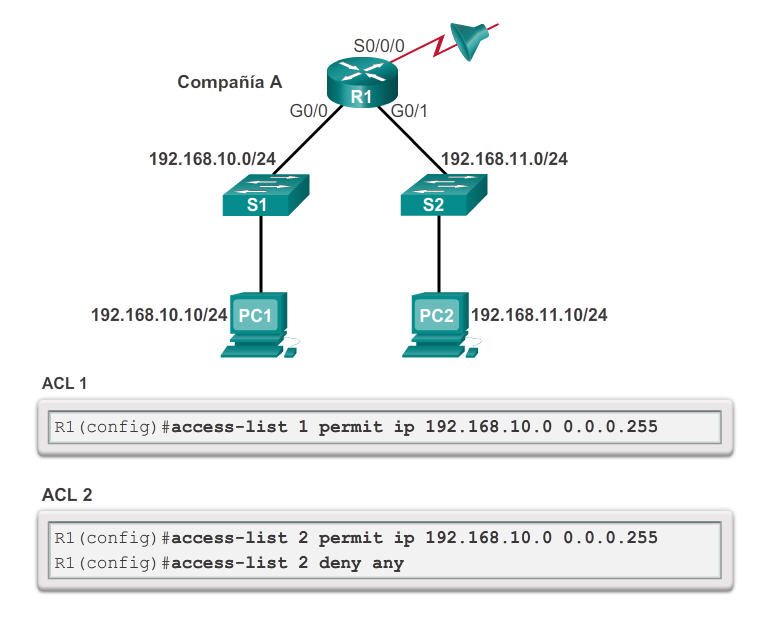 S0/0/0
Compañía A
R1
G0/0
G0/1
192.168.10.0/24
192.168.11.0/24
S1
S2
192.168.10.10/24
PC1
PC2
192.168.11.10/24
ACL 1
R1(config)#access-list 1 permit ip 192.168.10.0 0.0.0.255
ACL 2
R1(config)#access-list 2 permit ip 192.168.10.0 0.0.0.255
R1(config)#access-list 2 deny any